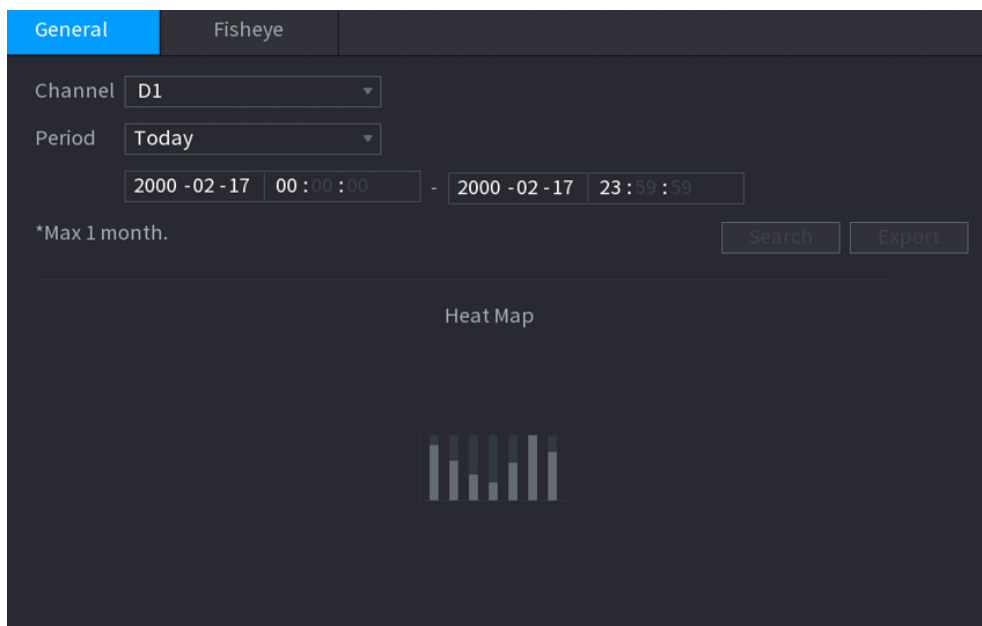 General Fisheye
Channel D1
Period Today
2000 -02 -17 00 :00 :00 - 2000 -02 -17 23 :59 :59
*Max 1 month. Search Export
Heat Map